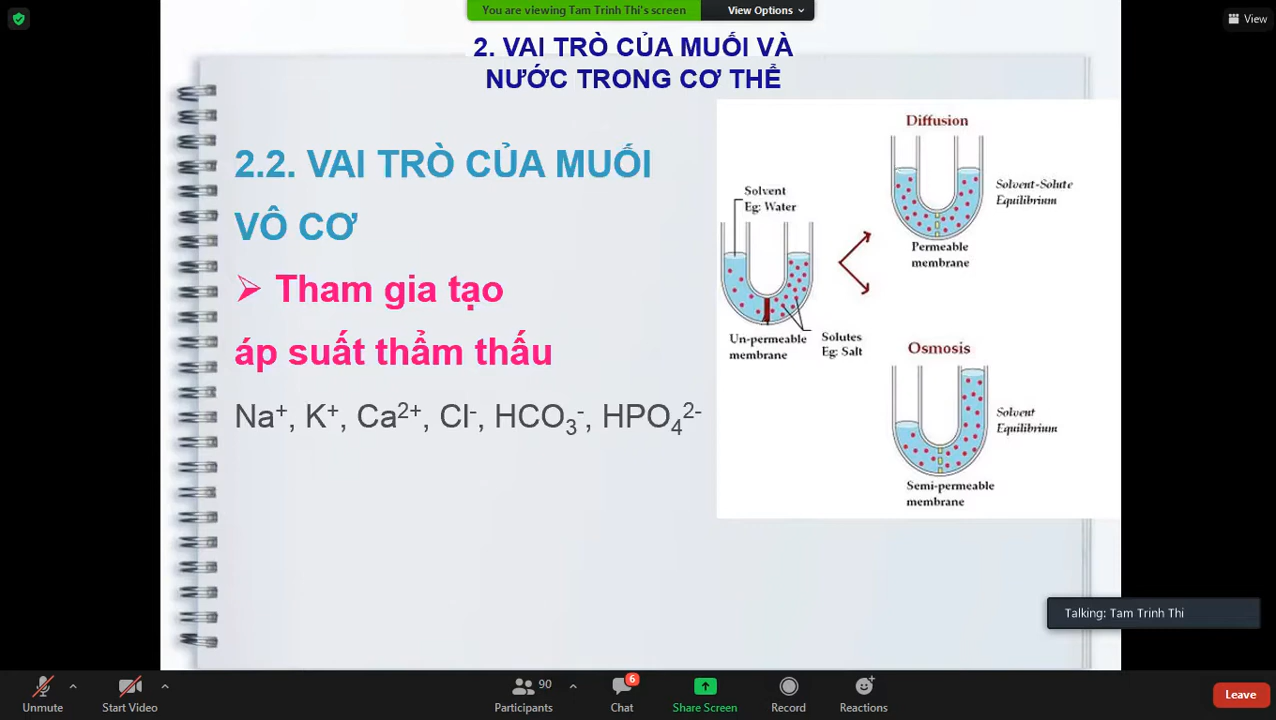 You are viewing Tam Trinh Thi's screen
View Options
View
2. VAI TRÒ CỦA MUỐI VÀ
NƯỚC TRONG CƠ THỂ
2.2. VAI TRÒ CỦA MUỐI
VÔ CƠ
➢ Tham gia tạo
áp suất thẩm thấu
Na⁺, K⁺, Ca²⁺, Cl⁻, HCO₃⁻, HPO₄²⁻
Diffusion
Solvent-Solute
Equilibrium
Permeable
membrane
Solvent
Eg: Water
Un-permeable
membrane
Solutes
Eg: Salt
Osmosis
Solvent
Equilibrium
Semi-permeable
membrane
Talking: Tam Trinh Thi
Unmute
Start Video
90
Participants
6
Chat
Share Screen
Record
Reactions
Leave